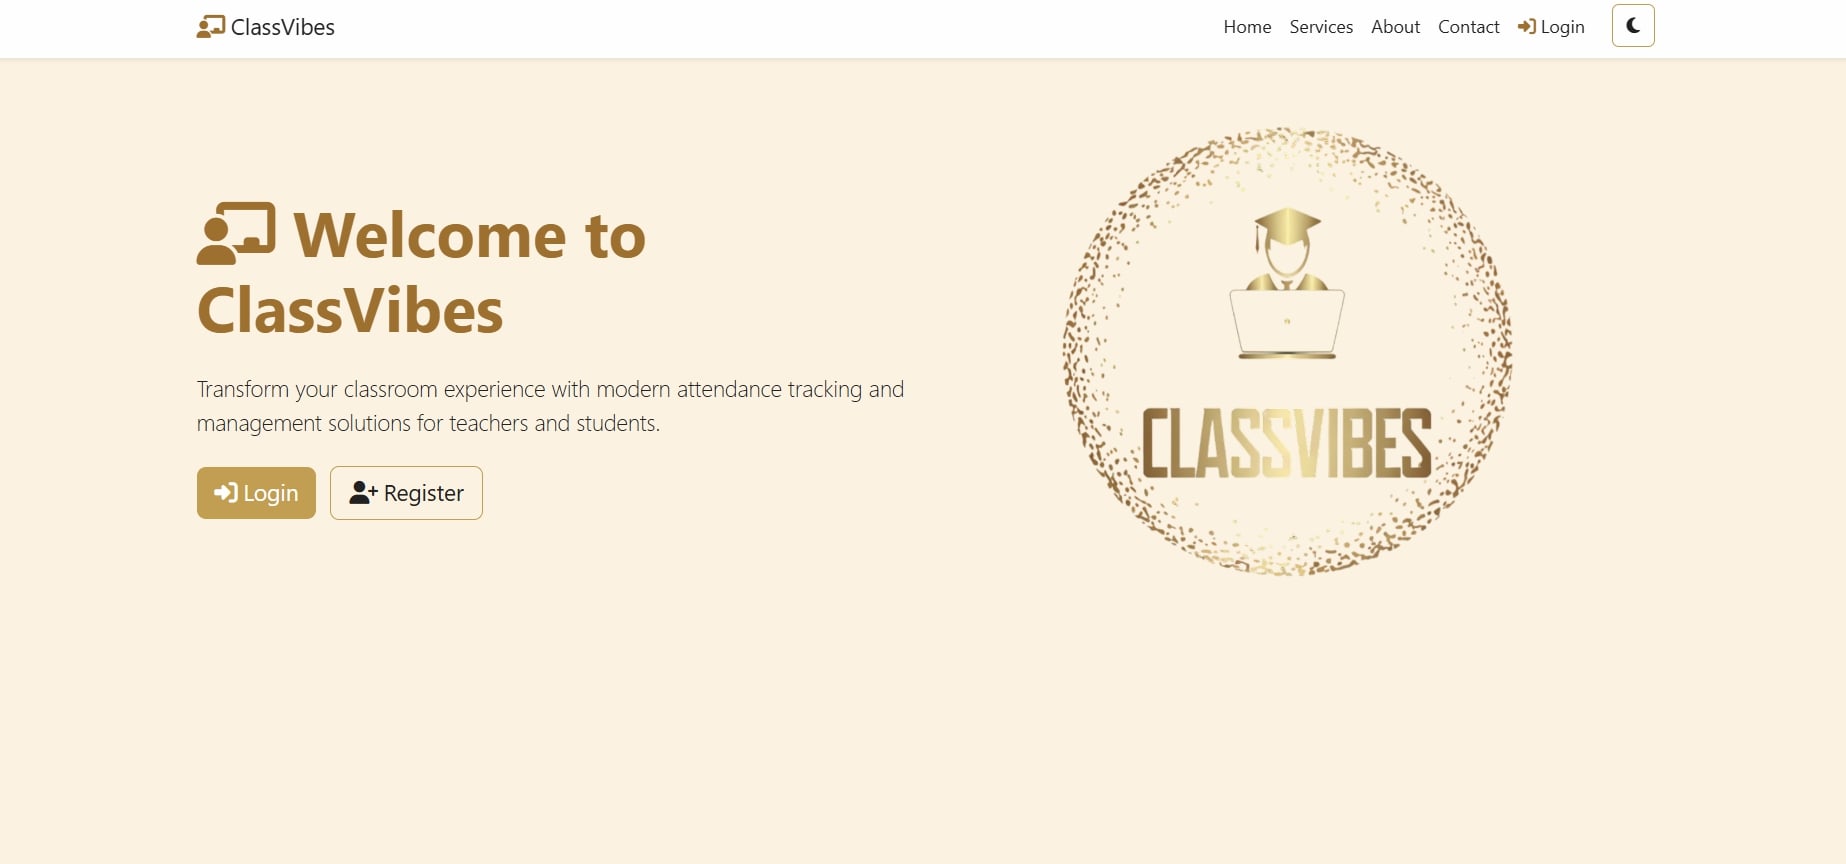 ClassVibes
Home Services About Contact Login
Welcome to
ClassVibes
Transform your classroom experience with modern attendance tracking and
management solutions for teachers and students.
Login Register
CLASSVIBES